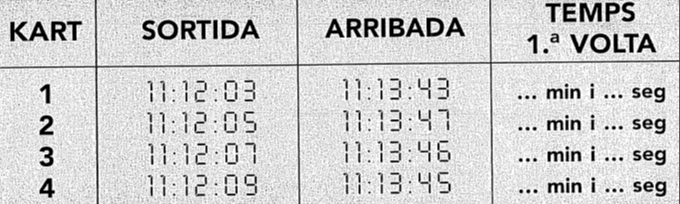 KART SORTIDA ARRIBADA TEMPS 1.ª VOLTA
1 11:12:03 11:13:43 ... min i ... seg
2 11:12:05 11:13:47 ... min i ... seg
3 11:12:07 11:13:46 ... min i ... seg
4 11:12:09 11:13:45 ... min i ... seg